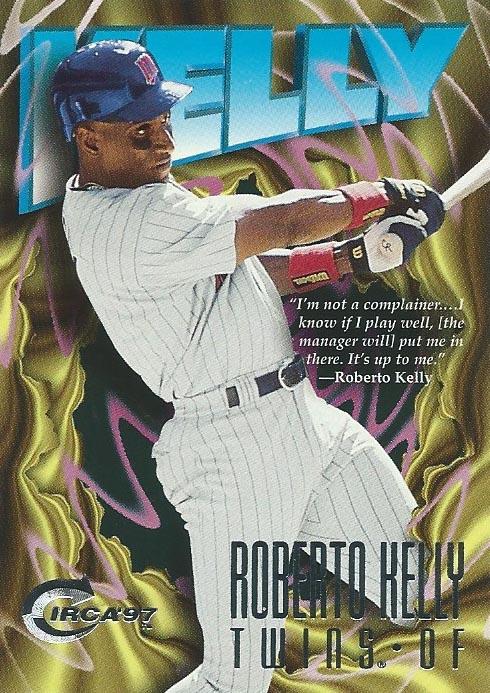 KELLY
"I'm not a complainer....I
know if I play well, [the
manager will] put me in
there. It's up to me."
—Roberto Kelly
ROBERTO KELLY
TWINS® · OF
CIRCA'97